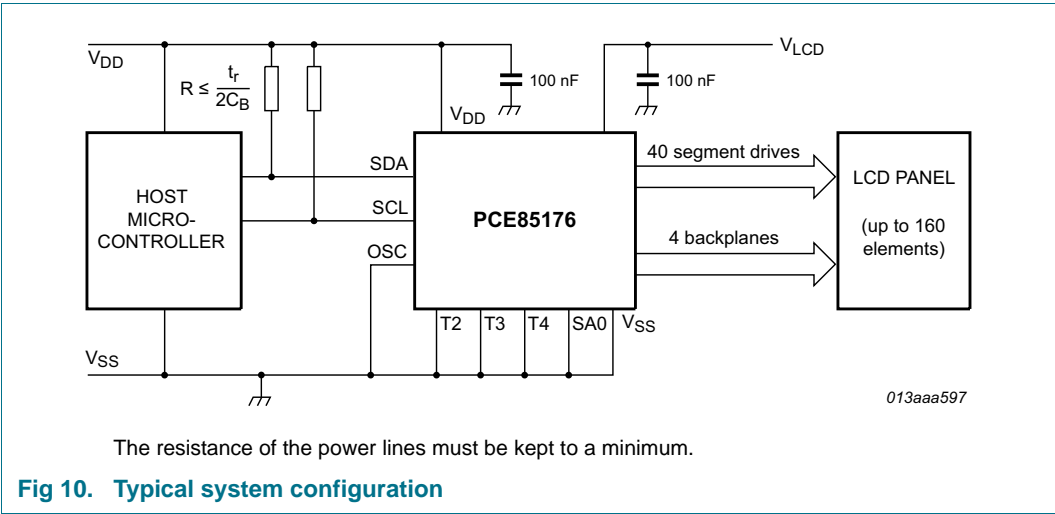 VDD
R ≤ tr
2CB
100 nF
VLCD
100 nF
VDD
HOST
MICRO-
CONTROLLER
SDA
SCL
OSC
PCE85176
40 segment drives
4 backplanes
LCD PANEL
(up to 160
elements)
T2 T3 T4 SA0 VSS
VSS
013aaa597
The resistance of the power lines must be kept to a minimum.
Fig 10. Typical system configuration